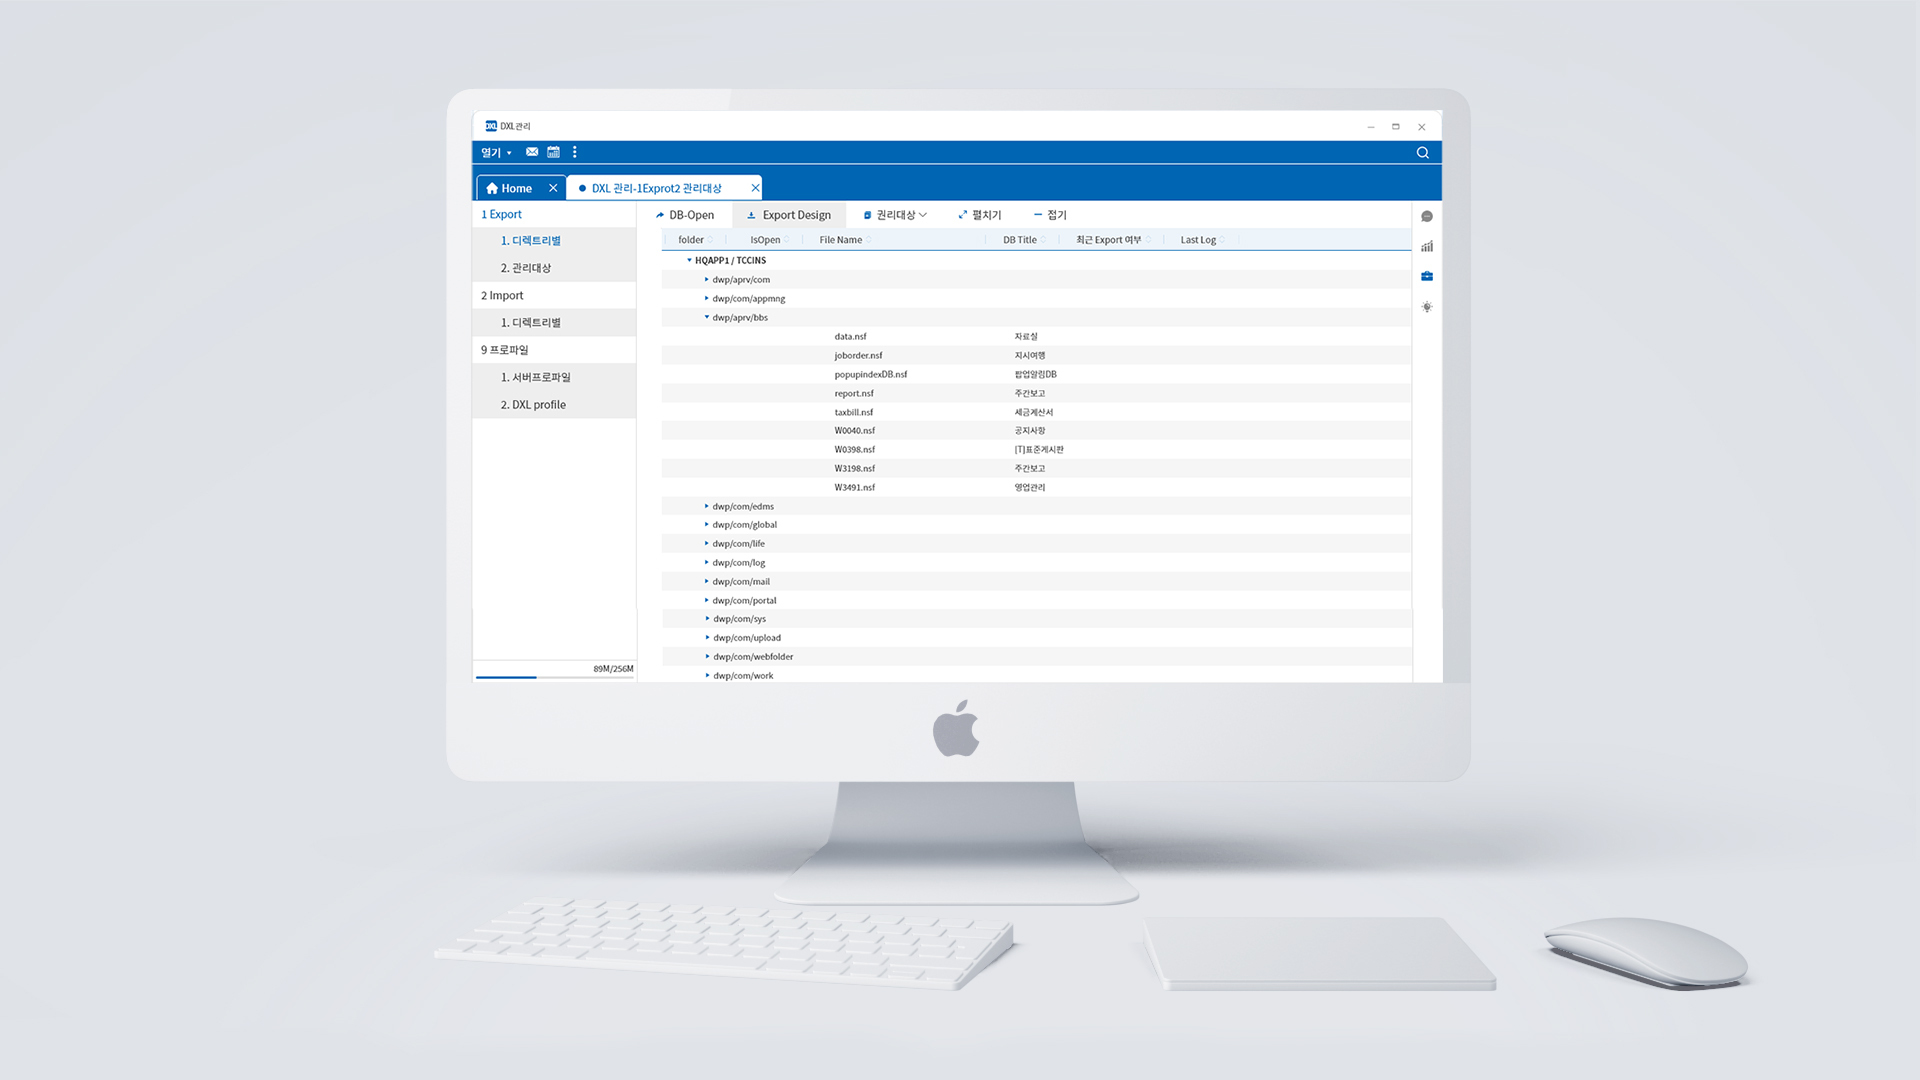 DXL DXL관리
열기
Home
DXL 관리-1Exprot2 관리대상
1 Export
1. 디렉트리별
2. 관리대상
2 Import
1. 디렉트리별
9 프로파일
1. 서버프로파일
2. DXL profile
89M/256M
DB-Open Export Design 권리대상 펼치기 접기
folder IsOpen File Name DB Title 최근 Export 여부 Last Log
HQAPP1 / TCCINS
dwp/aprv/com
dwp/com/appmng
dwp/aprv/bbs
data.nsf 자료실
joborder.nsf 지시여행
popupindexDB.nsf 팝업알림DB
report.nsf 주간보고
taxbill.nsf 세금계산서
W0040.nsf 공지사항
W0398.nsf [T]표준게시판
W3198.nsf 주간보고
W3491.nsf 영업관리
dwp/com/edms
dwp/com/global
dwp/com/life
dwp/com/log
dwp/com/mail
dwp/com/portal
dwp/com/sys
dwp/com/upload
dwp/com/webfolder
dwp/com/work